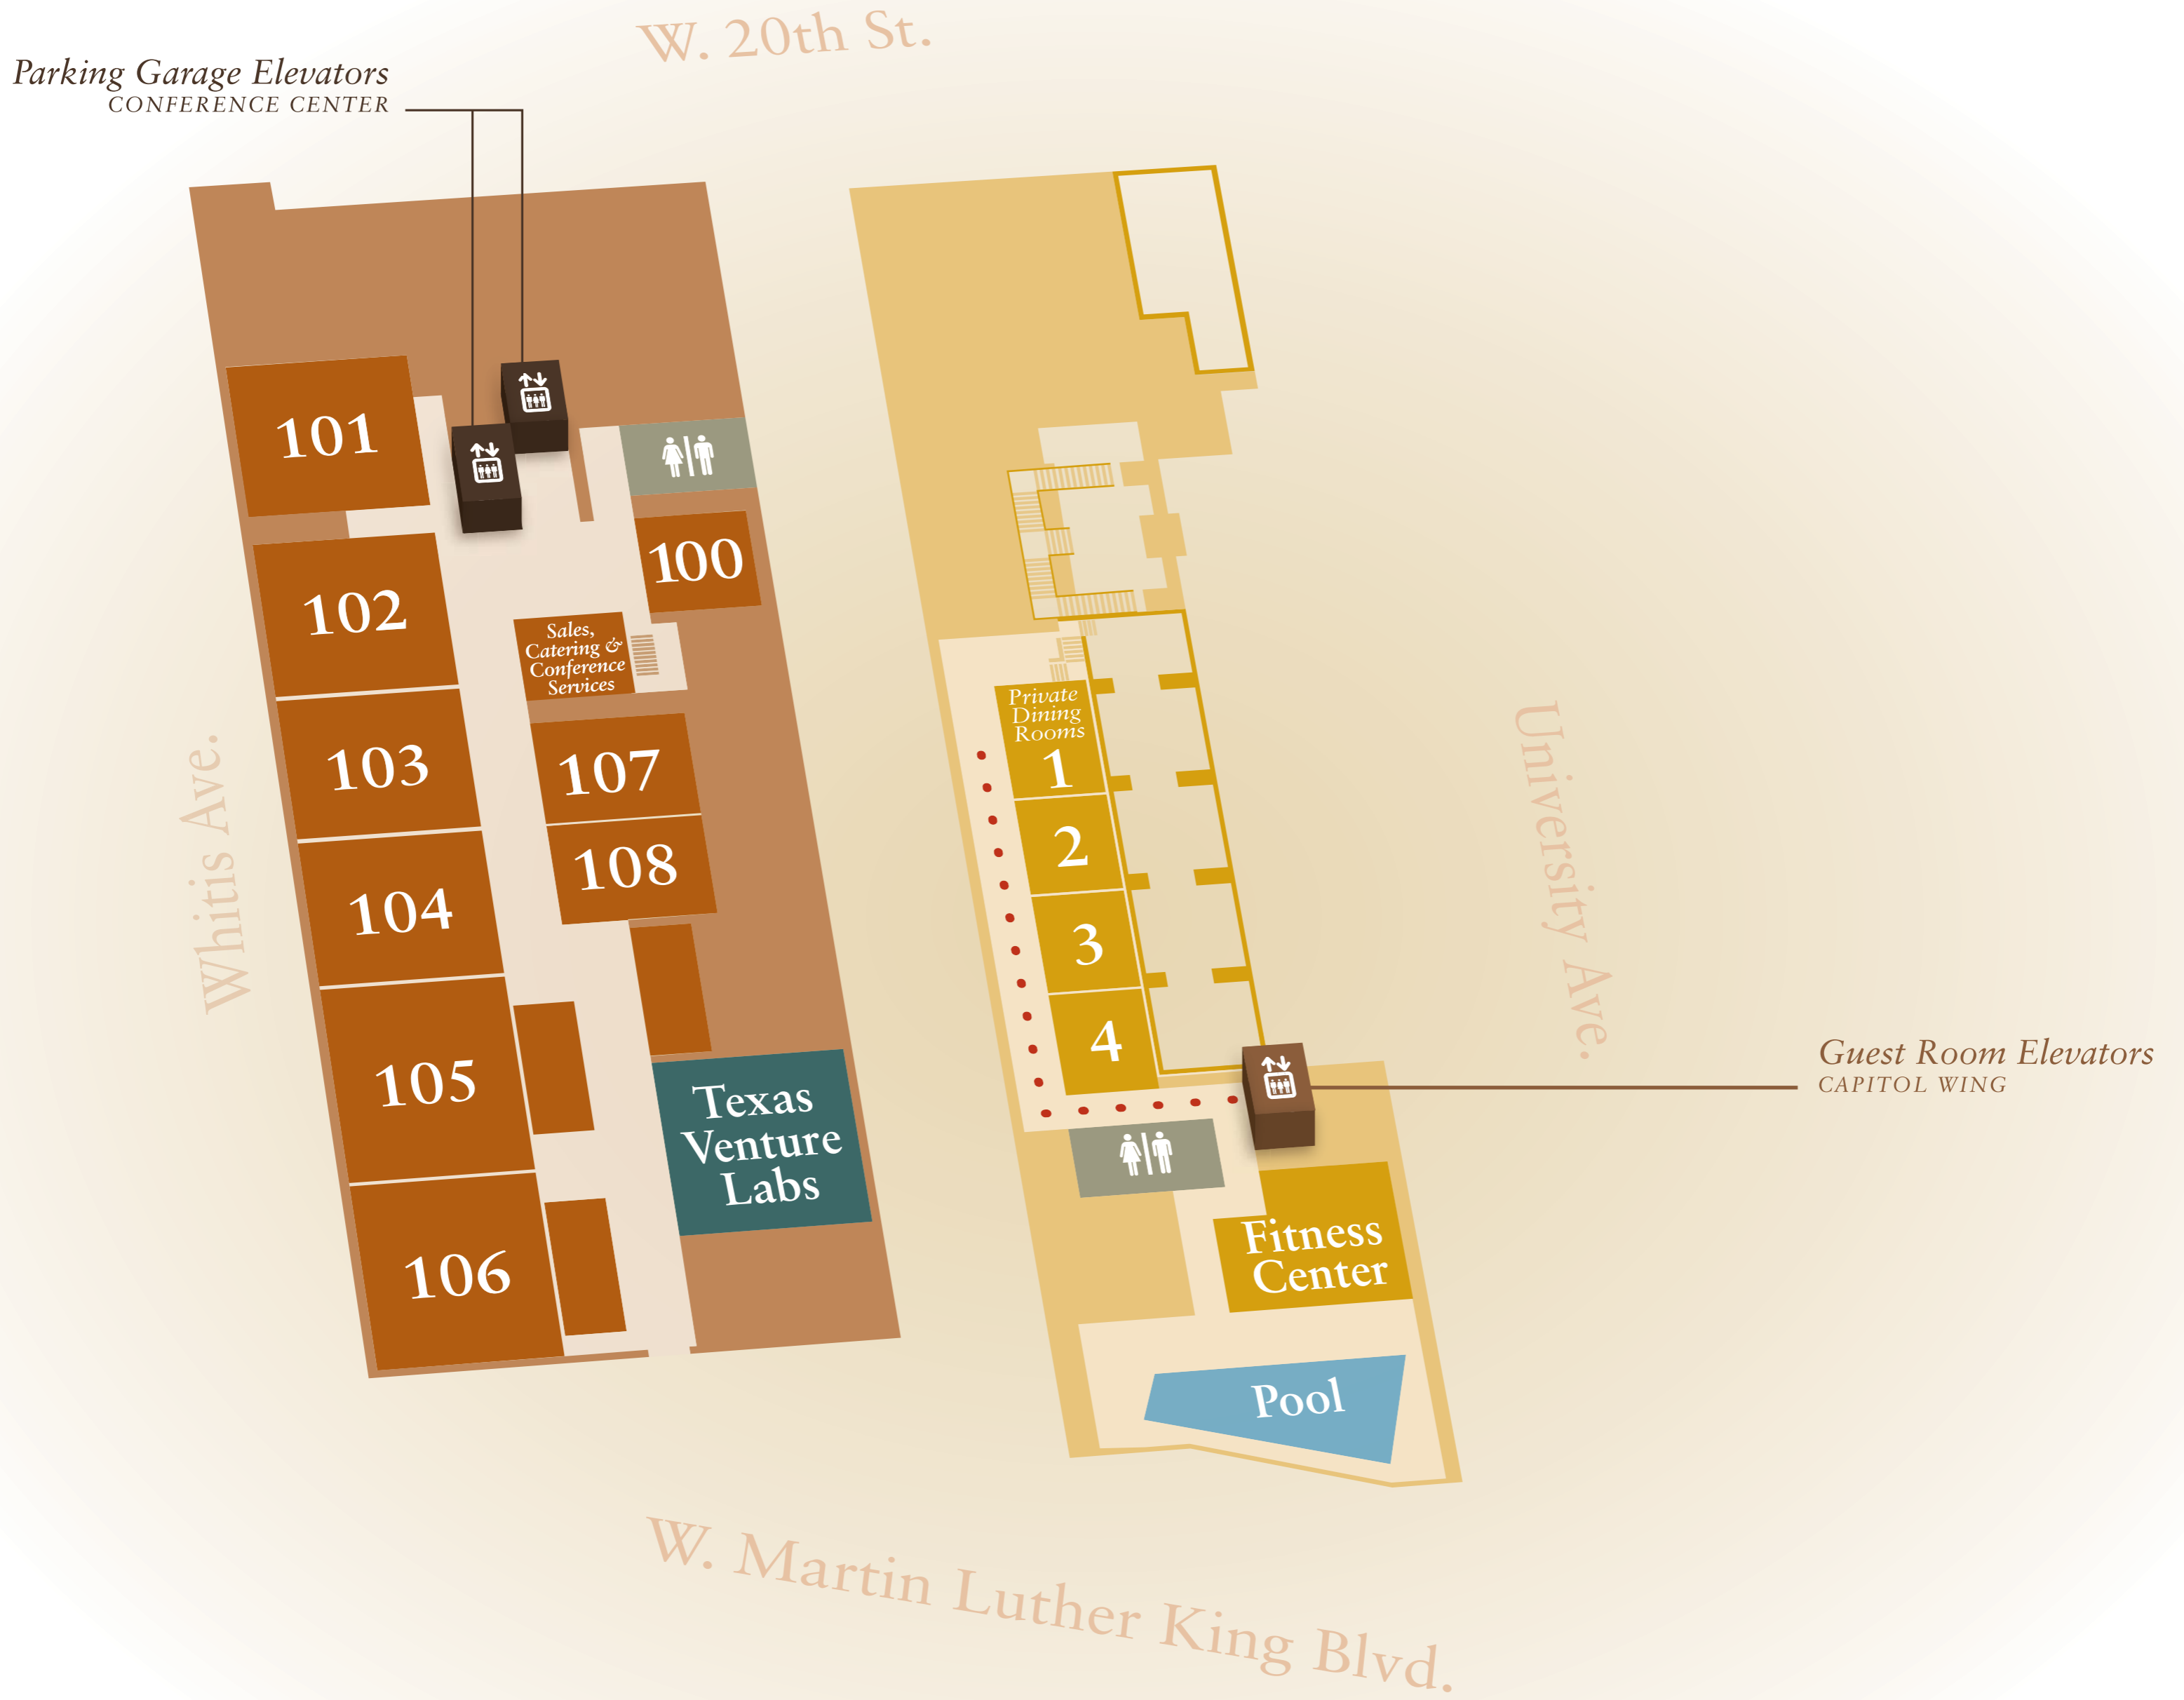 W. 20th St.
Parking Garage Elevators
CONFERENCE CENTER
101
102
103
104
105
106
100
Sales,
Catering &
Conference
Services
107
108
Texas
Venture
Labs
Private
Dining
Rooms
1
2
3
4
Fitness
Center
Pool
Guest Room Elevators
CAPITOL WING
Whitis Ave.
University Ave.
W. Martin Luther King Blvd.